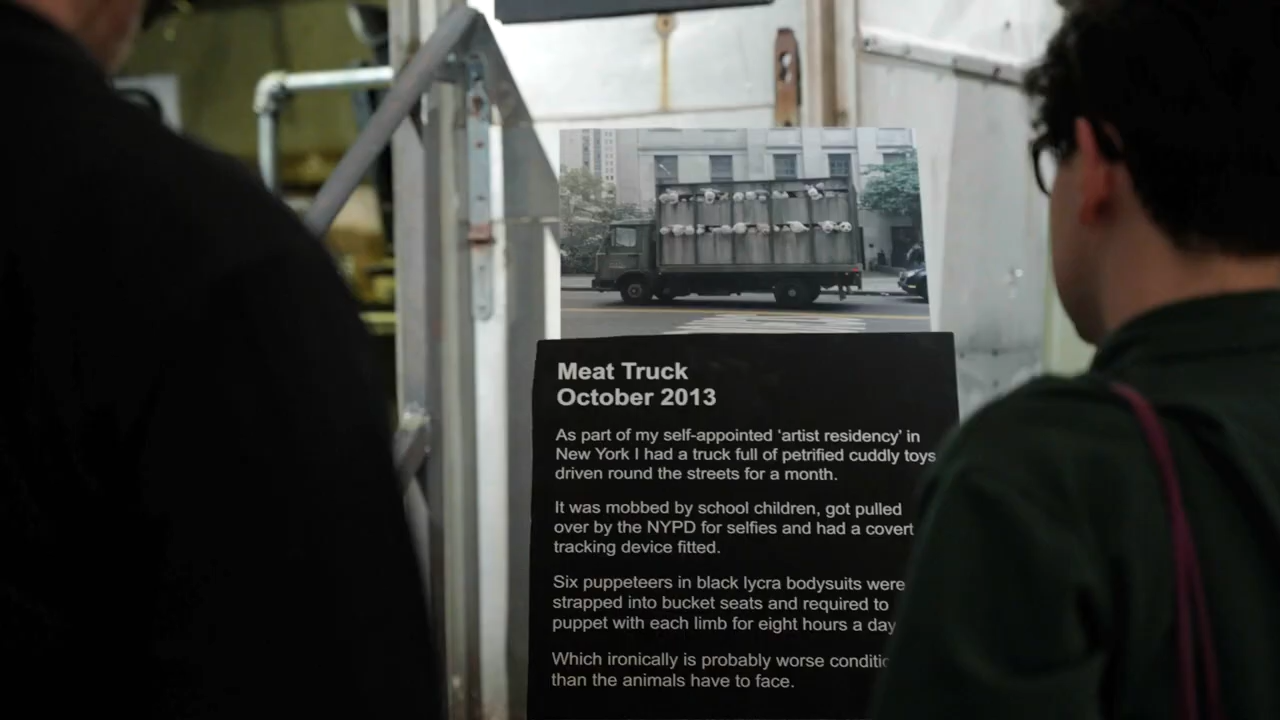 Meat Truck
October 2013
As part of my self-appointed 'artist residency' in
New York I had a truck full of petrified cuddly toys
driven round the streets for a month.
It was mobbed by school children, got pulled
over by the NYPD for selfies and had a covert
tracking device fitted.
Six puppeteers in black lycra bodysuits were
strapped into bucket seats and required to
puppet with each limb for eight hours a day
Which ironically is probably worse
than the animals have to face.